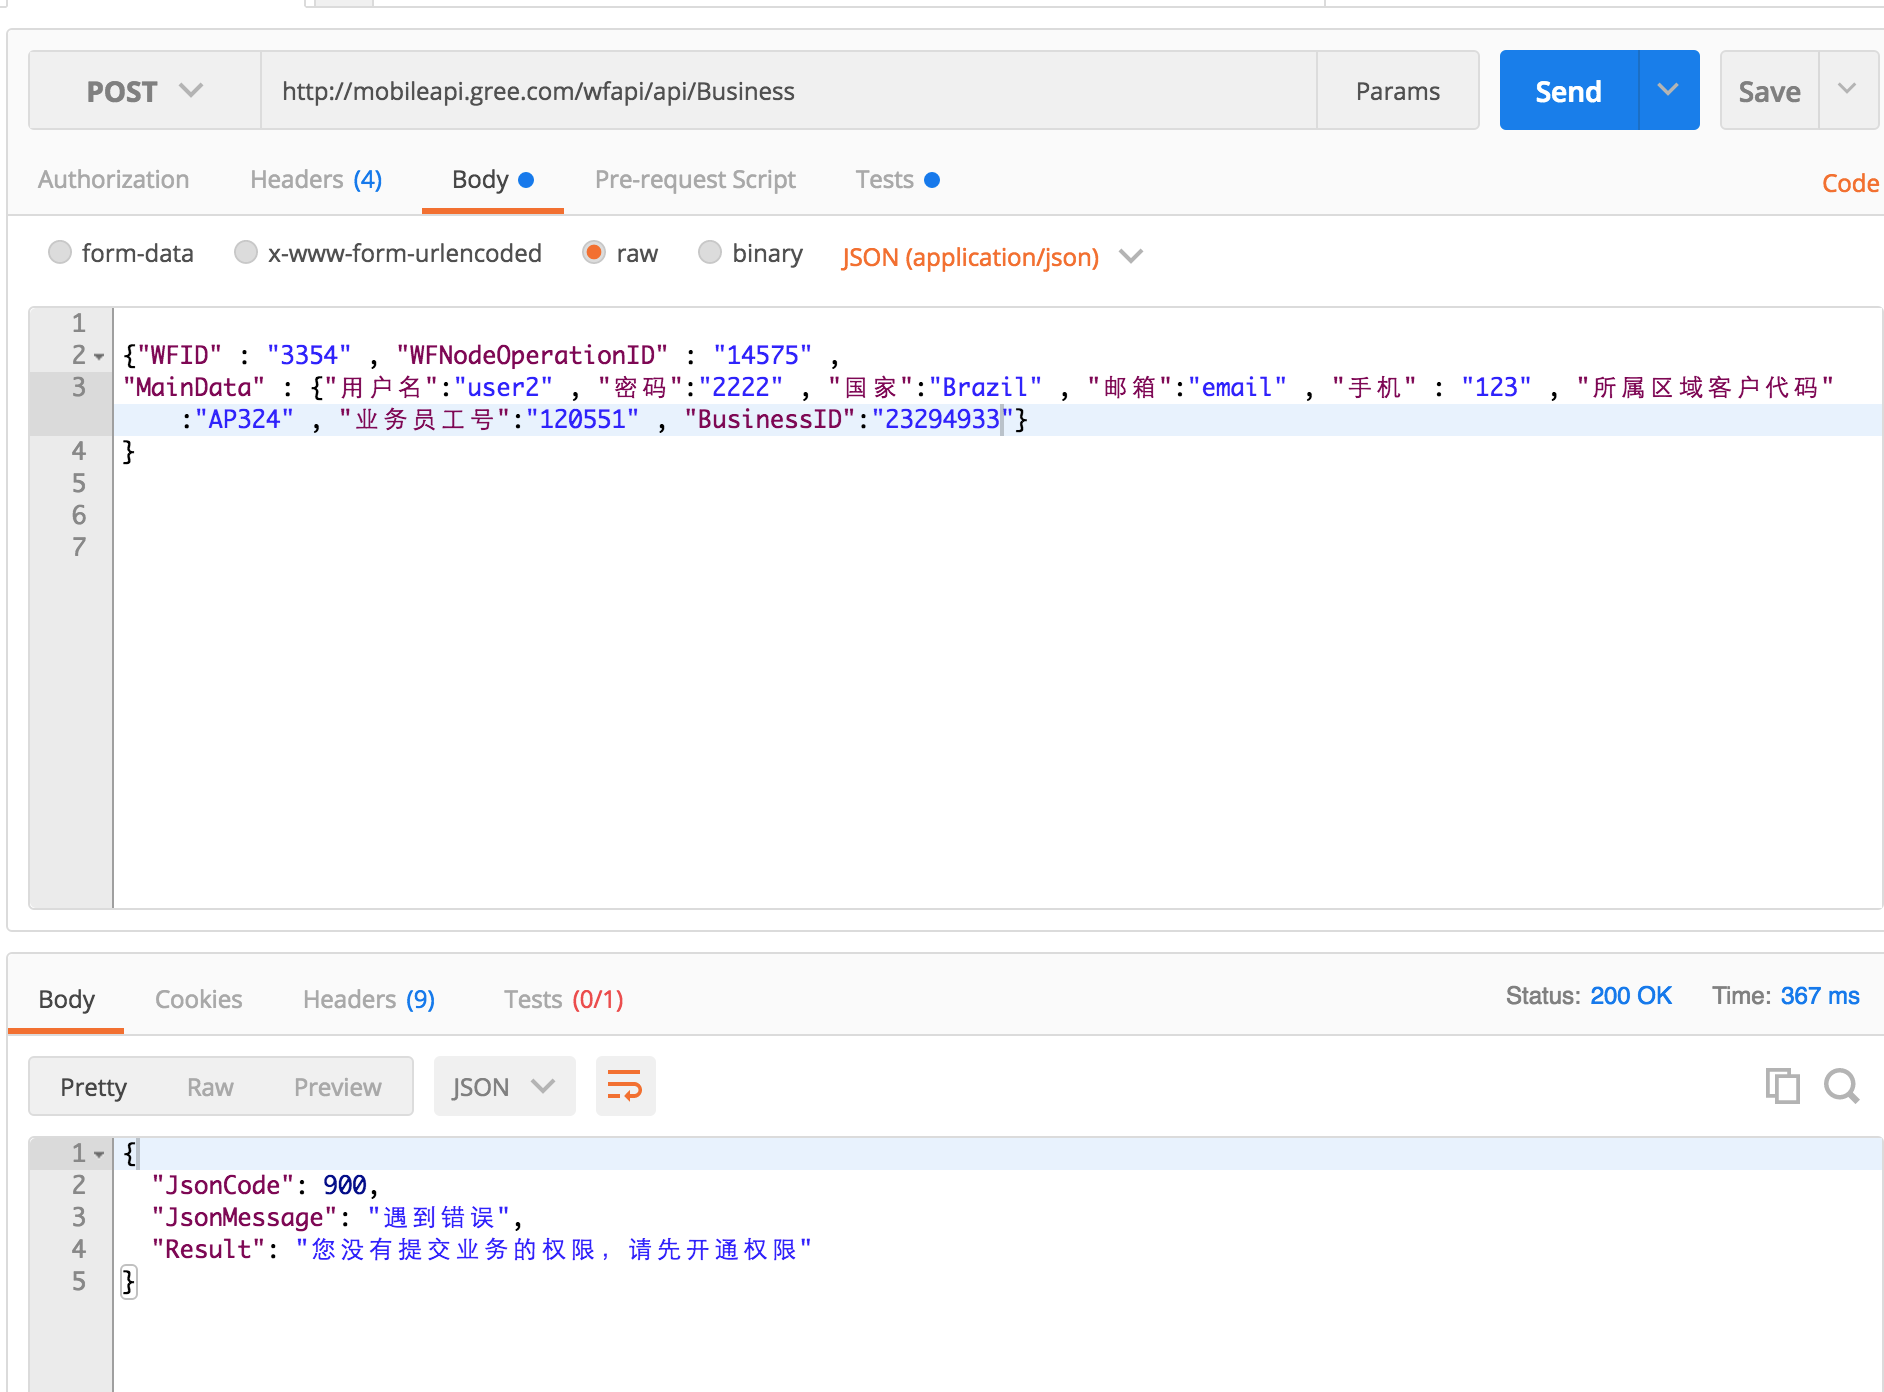 POST http://mobileapi.gree.com/wfapi/api/Business Params Send Save
Authorization Headers (4) Body Pre-request Script Tests Code
form-data x-www-form-urlencoded raw binary JSON (application/json)
1
2 {"WFID" : "3354" , "WFNodeOperationID" : "14575" ,
3 "MainData" : {"用户名":"user2" , "密码":"2222" , "国家":"Brazil" , "邮箱":"email" , "手机" : "123" , "所属区域客户代码"
:"AP324" , "业务员工号":"120551" , "BusinessID":"23294933"}
4 }
5
6
7
Body Cookies Headers (9) Tests (0/1) Status: 200 OK Time: 367 ms
Pretty Raw Preview JSON
1 {
2 "JsonCode": 900,
3 "JsonMessage": "遇到错误",
4 "Result": "您没有提交业务的权限，请先开通权限"
5 }